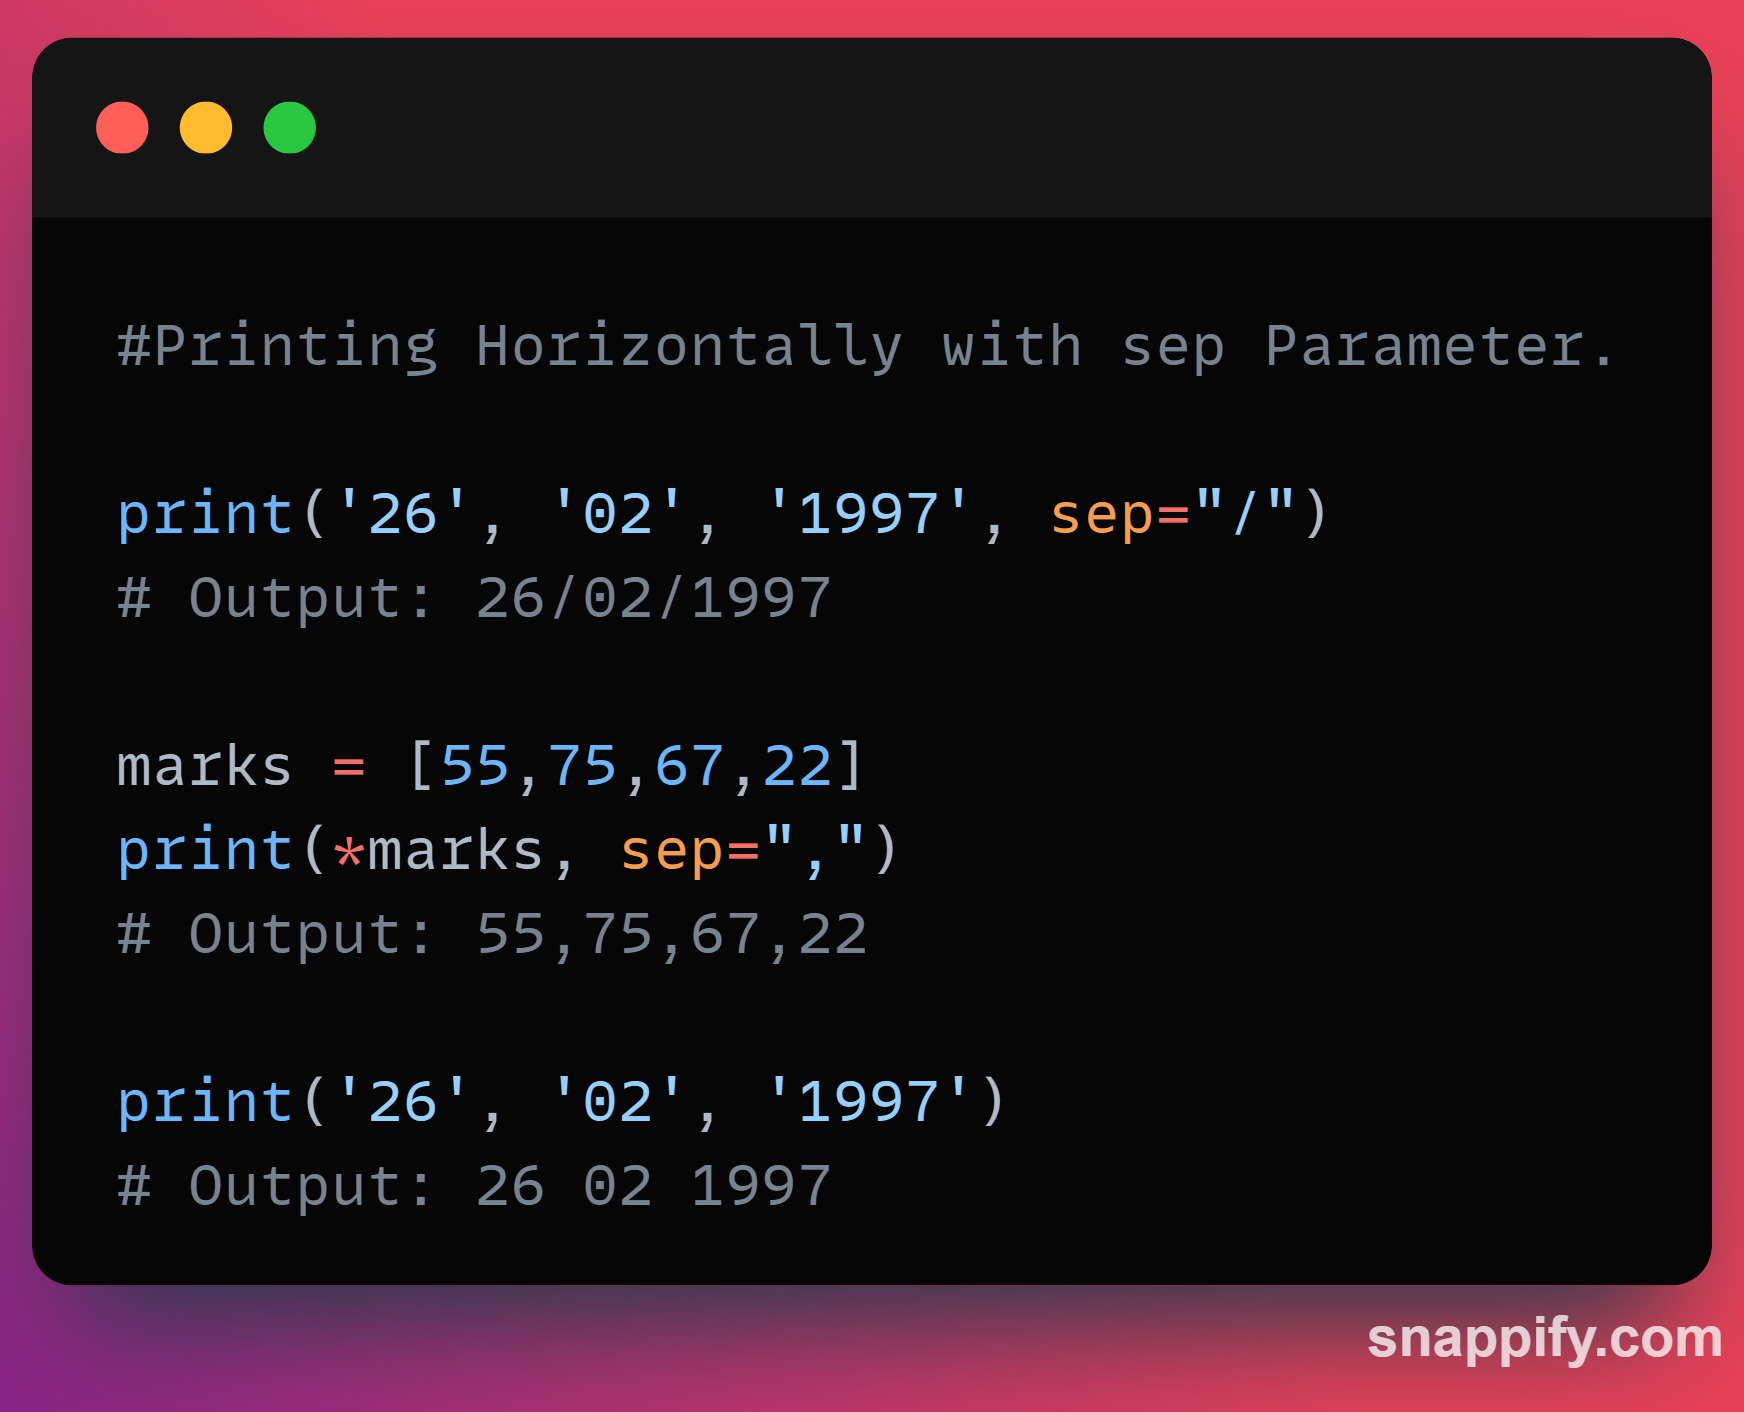 #Printing Horizontally with sep Parameter.
print('26', '02', '1997', sep="/")
# Output: 26/02/1997
marks = [55,75,67,22]
print(*marks, sep=",")
# Output: 55,75,67,22
print('26', '02', '1997')
# Output: 26 02 1997
snappify.com